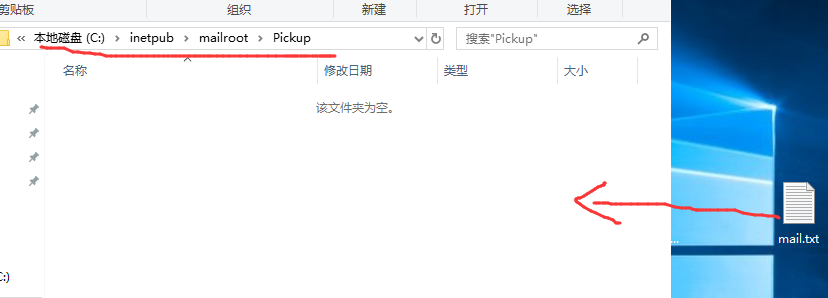 剪贴板 组织 新建 打开 选择
« 本地磁盘 (C:) › inetpub › mailroot › Pickup 搜索"Pickup"
名称 修改日期 类型 大小
该文件夹为空。
mail.txt
...
C:)